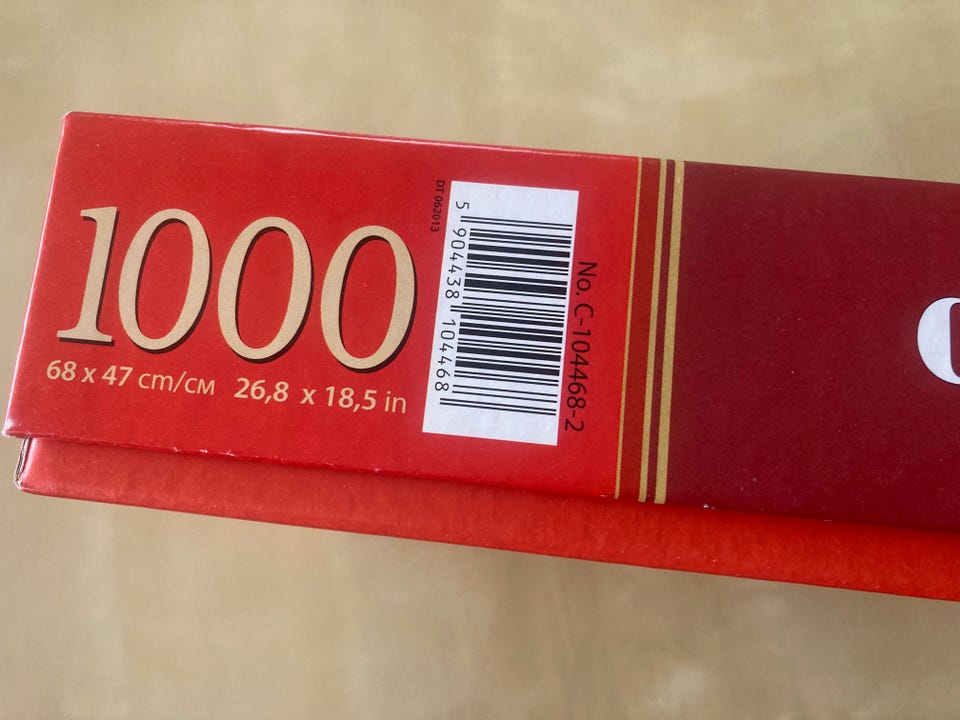 1000
68 x 47 cm/см 26,8 x 18,5 in
DT 062013
5 904438 104468
No. C-104468-2